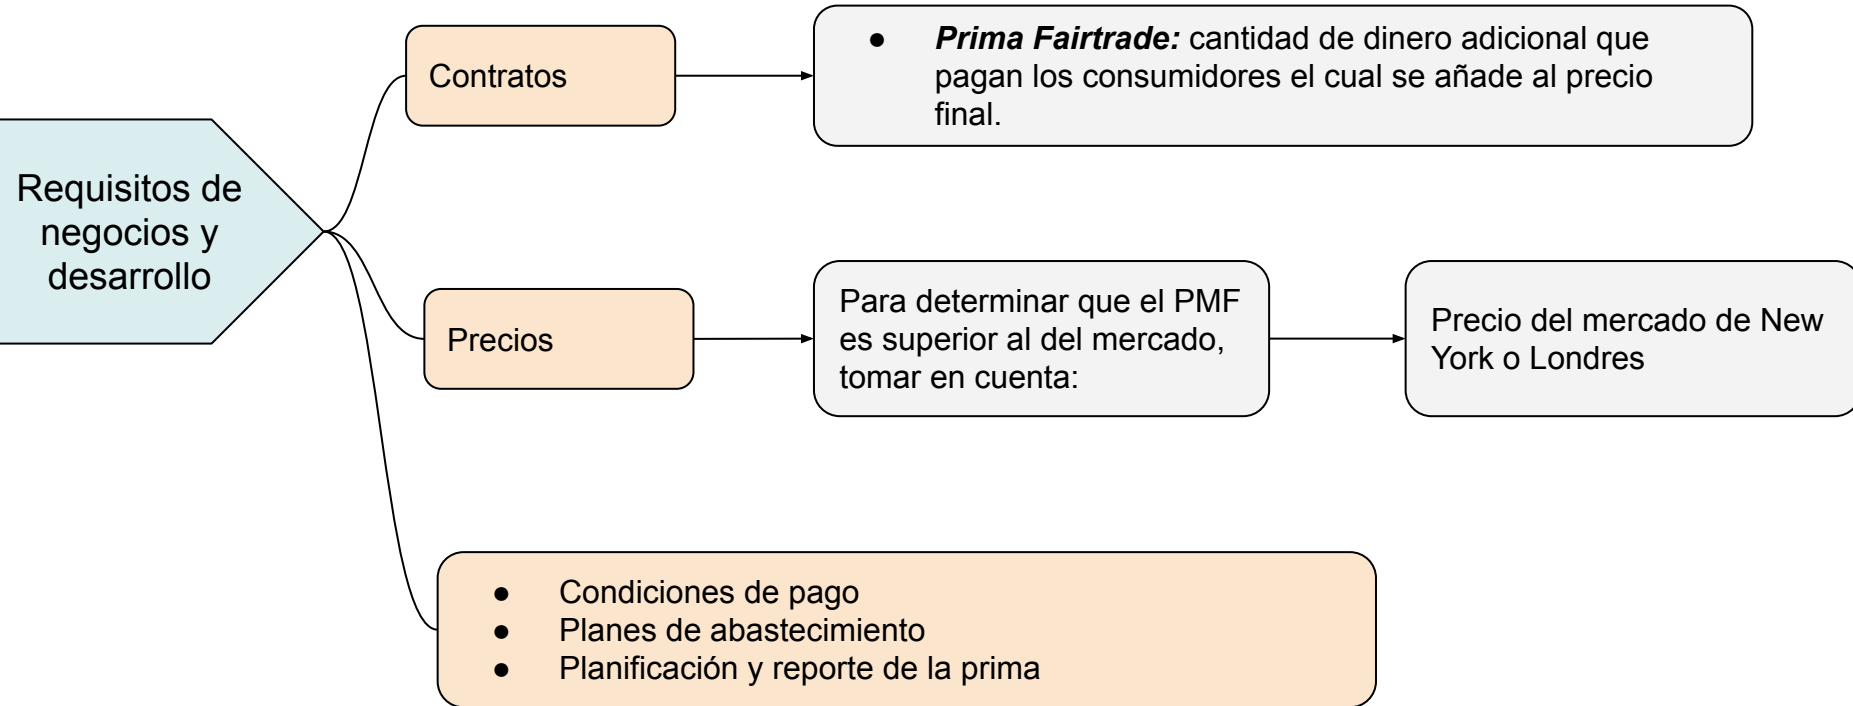 Requisitos de
negocios y
desarrollo
Contratos
● Prima Fairtrade: cantidad de dinero adicional que
pagan los consumidores el cual se añade al precio
final.
Precios
Para determinar que el PMF
es superior al del mercado,
tomar en cuenta:
Precio del mercado de New
York o Londres
● Condiciones de pago
● Planes de abastecimiento
● Planificación y reporte de la prima